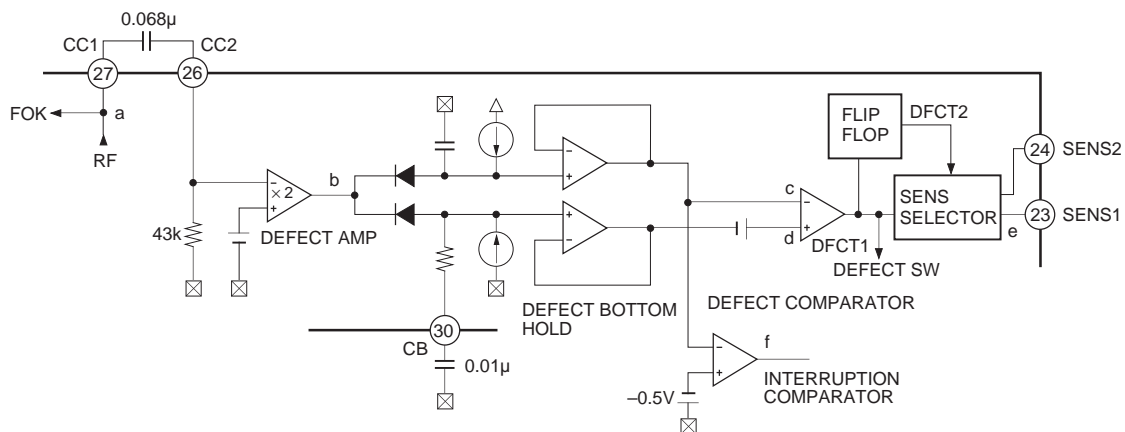 0.068µ
CC1
CC2
27
26
FOK
a
RF
FLIP
FLOP
DFCT2
24
SENS2
b
c
×2
SENS
SELECTOR
23
SENS1
43k
DEFECT AMP
d
DFCT1
e
DEFECT SW
DEFECT BOTTOM
HOLD
DEFECT COMPARATOR
30
CB
0.01µ
f
–0.5V
INTERRUPTION
COMPARATOR